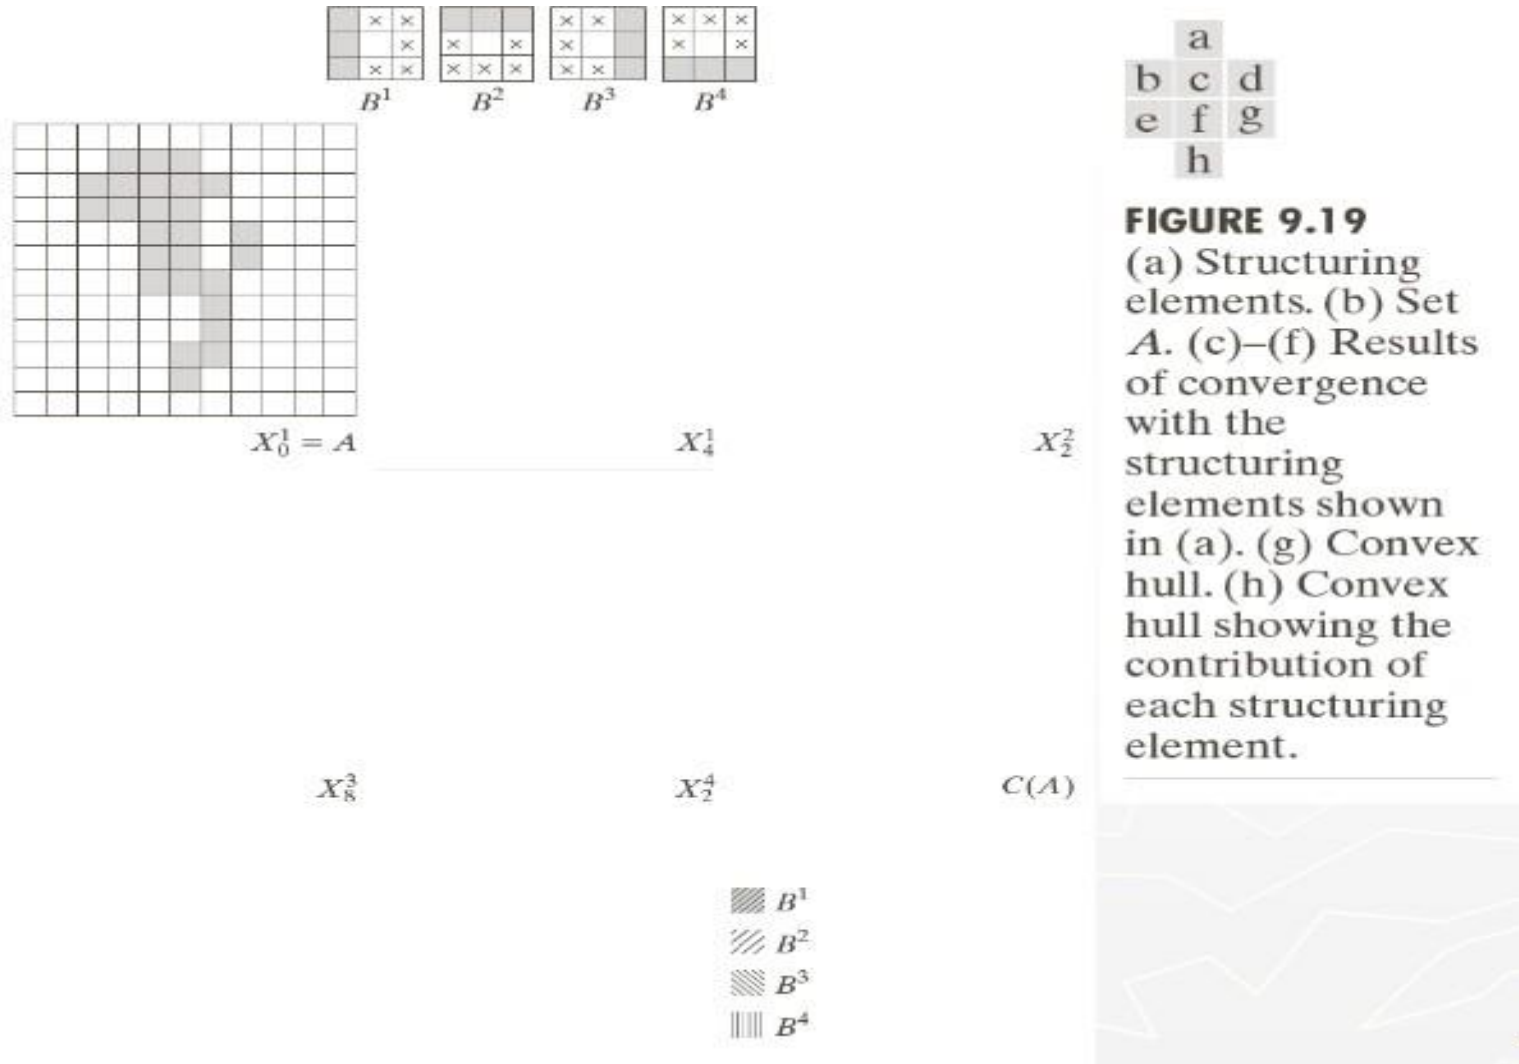 × × × × × × × × ×
× × × × × ×
× × × × × × ×
B¹ B² B³ B⁴
X₀¹ = A
X₄¹
X₂²
X₈³
X₂⁴
C(A)
B¹
B²
B³
B⁴
a
b c d
e f g
h
FIGURE 9.19
(a) Structuring
elements. (b) Set
A. (c)–(f) Results
of convergence
with the
structuring
elements shown
in (a). (g) Convex
hull. (h) Convex
hull showing the
contribution of
each structuring
element.